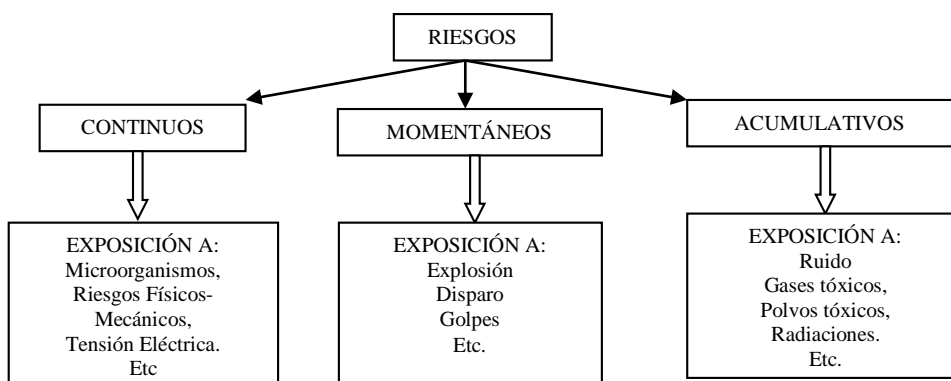 RIESGOS
CONTINUOS
MOMENTÁNEOS
ACUMULATIVOS
EXPOSICIÓN A:
Microorganismos,
Riesgos Físicos-
Mecánicos,
Tensión Eléctrica.
Etc
EXPOSICIÓN A:
Explosión
Disparo
Golpes
Etc.
EXPOSICIÓN A:
Ruido
Gases tóxicos,
Polvos tóxicos,
Radiaciones.
Etc.